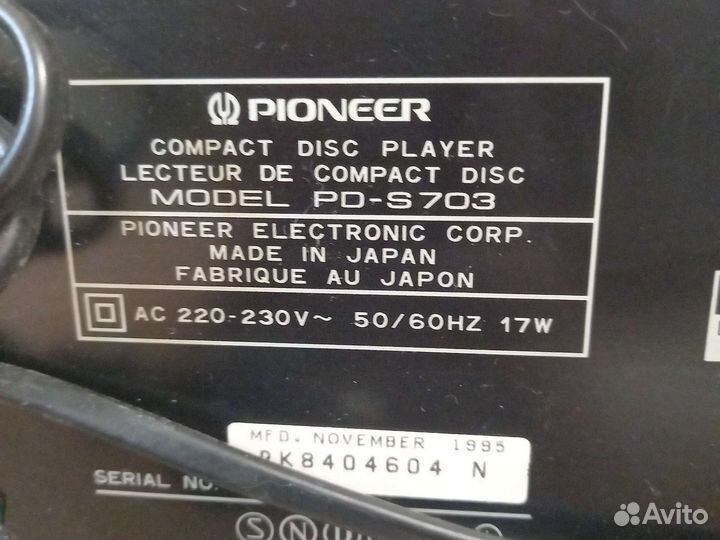 PIONEER
COMPACT DISC PLAYER
LECTEUR DE COMPACT DISC
MODEL PD-S703
PIONEER ELECTRONIC CORP.
MADE IN JAPAN
FABRIQUE AU JAPON
AC 220-230V~ 50/60HZ 17W
MFD. NOVEMBER 1995
RK8404604 N
SERIAL NO.
S N
Avito